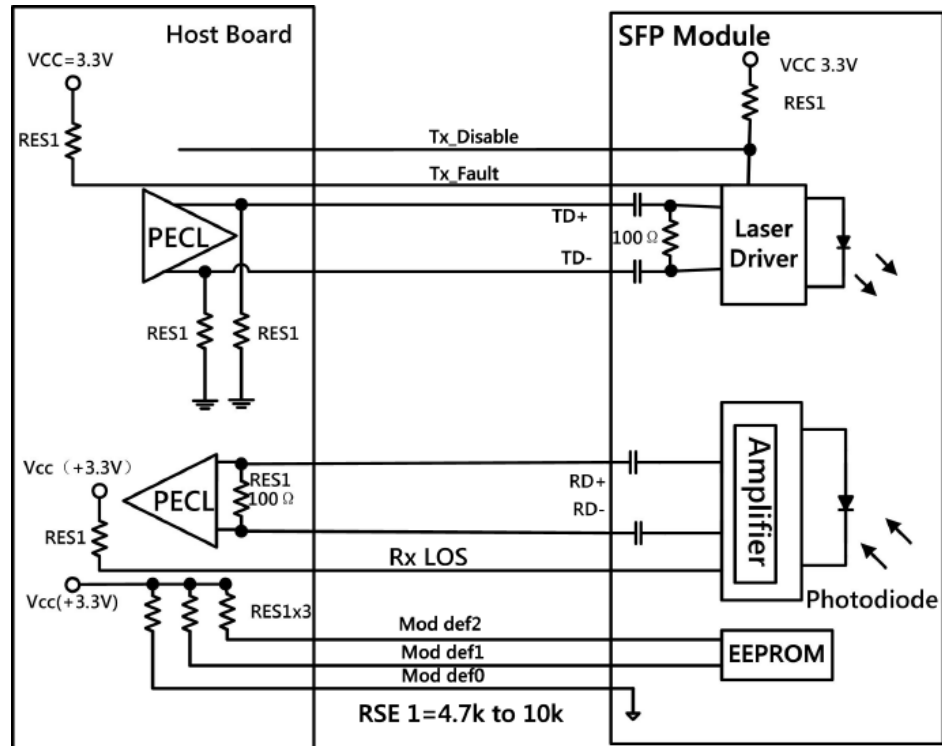 Host Board
SFP Module
VCC=3.3V
VCC 3.3V
RES1
RES1
Tx_Disable
Tx_Fault
PECL
TD+
100Ω
TD-
Laser
Driver
RES1
RES1
Vcc（+3.3V）
PECL
RES1
100Ω
RD+
RD-
Amplifier
RES1
Rx LOS
Vcc(+3.3V)
RES1x3
Photodiode
Mod def2
Mod def1
Mod def0
EEPROM
RSE 1=4.7k to 10k